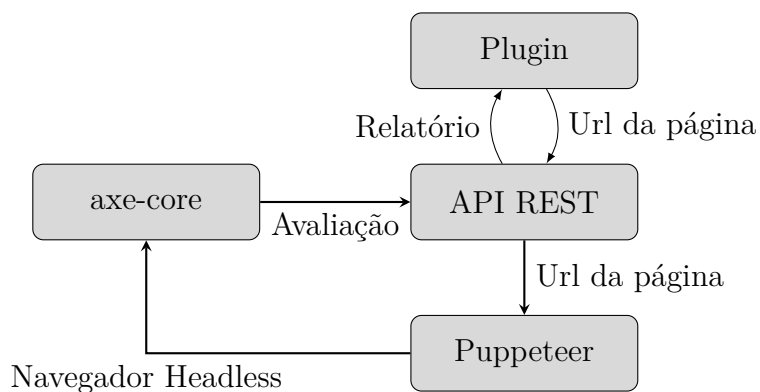 Plugin
Relatório
Url da página
axe-core
API REST
Avaliação
Url da página
Puppeteer
Navegador Headless